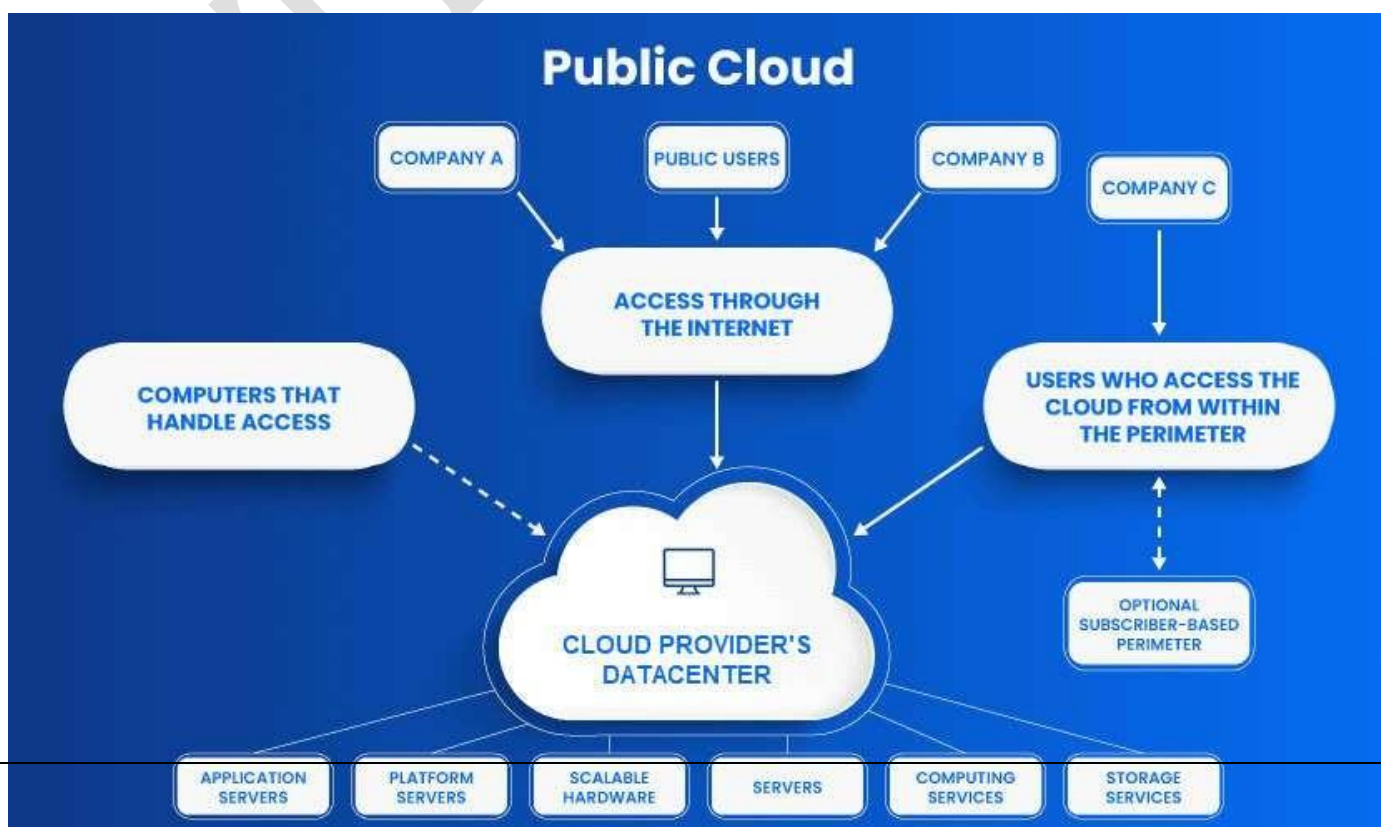 Public Cloud
COMPANY A
PUBLIC USERS
COMPANY B
COMPANY C
ACCESS THROUGH
THE INTERNET
COMPUTERS THAT
HANDLE ACCESS
USERS WHO ACCESS THE
CLOUD FROM WITHIN
THE PERIMETER
OPTIONAL
SUBSCRIBER-BASED
PERIMETER
CLOUD PROVIDER'S
DATACENTER
APPLICATION
SERVERS
PLATFORM
SERVERS
SCALABLE
HARDWARE
SERVERS
COMPUTING
SERVICES
STORAGE
SERVICES